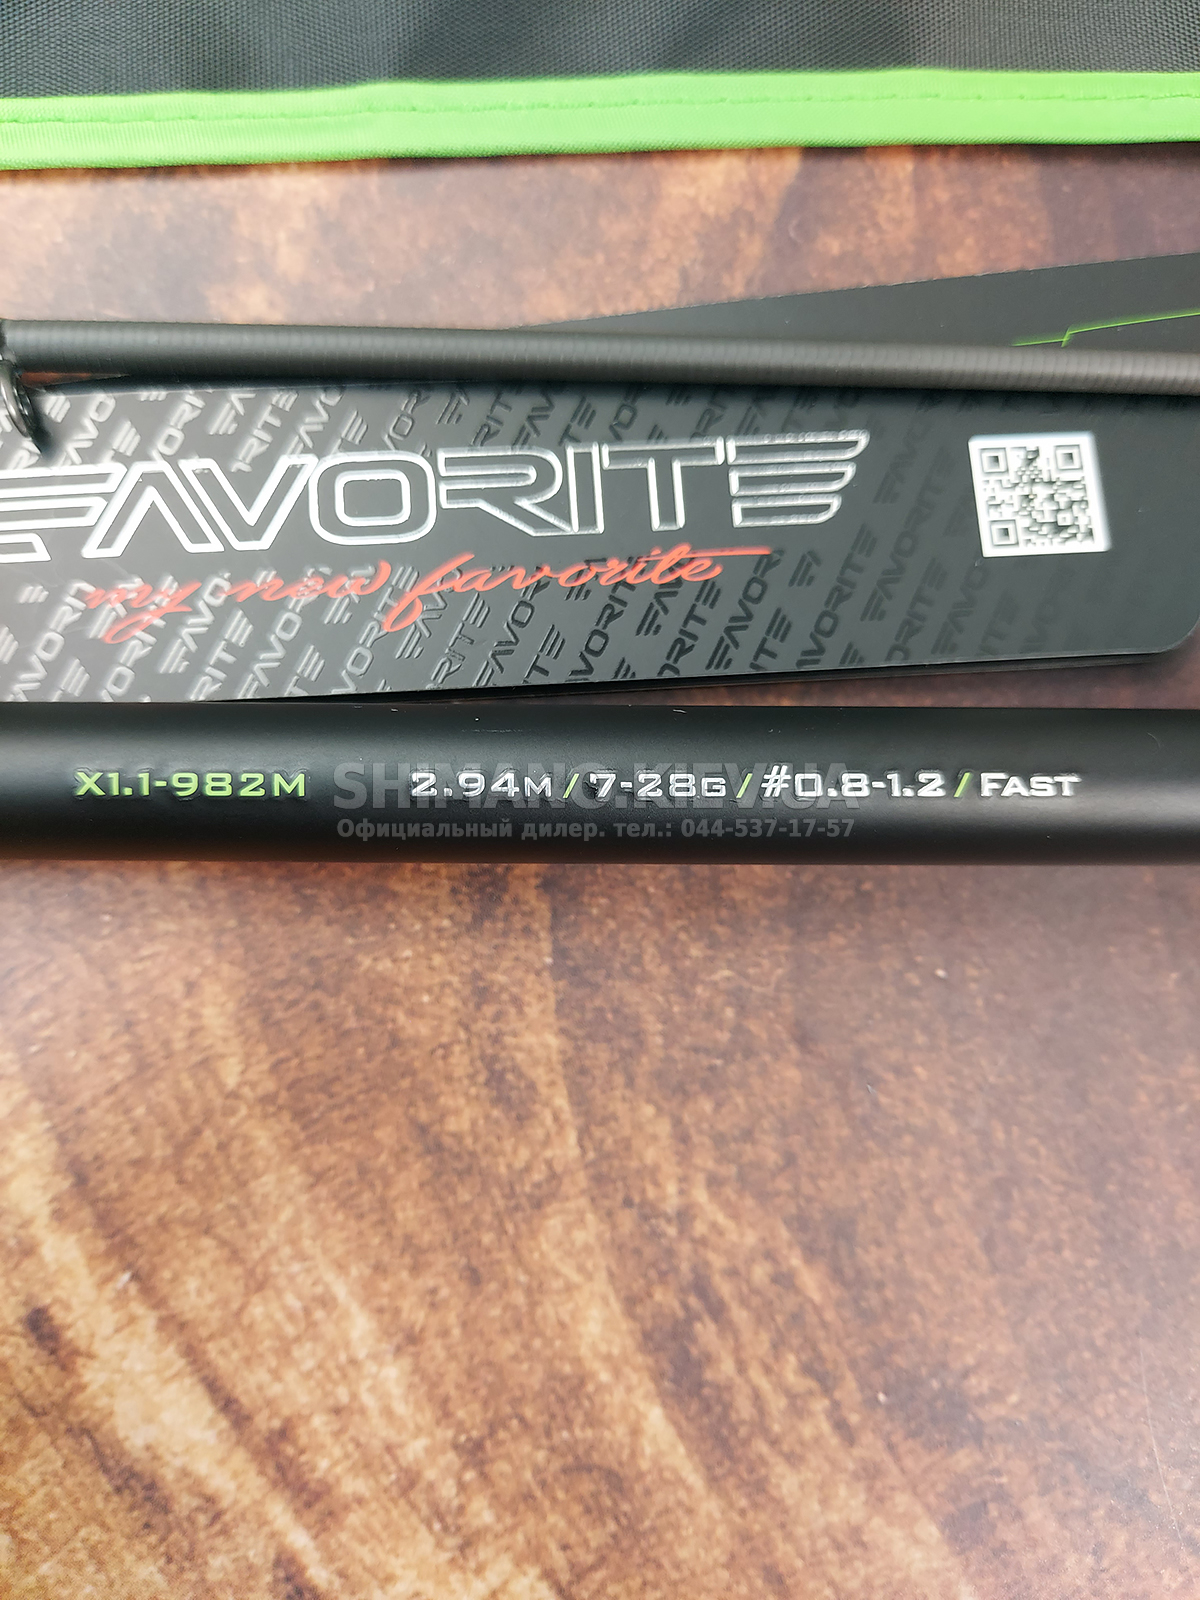 FAVORITE
my new favorite
X1.1-982M 2.94M/7-28G/#0.8-1.2/FAST
SHIMANO.KIEV.UA
Официальный дилер. тел.: 044-537-17-57